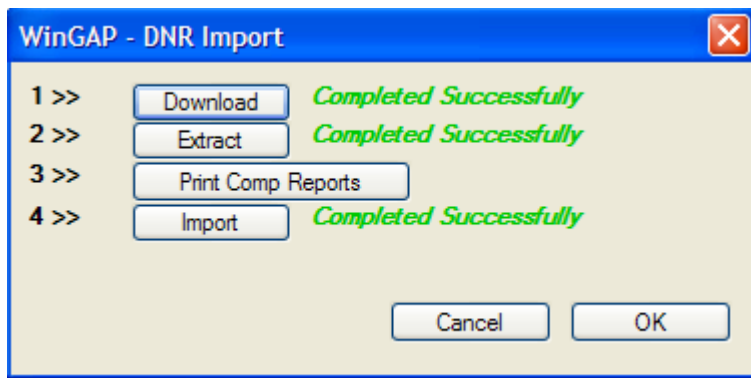 WinGAP - DNR Import
1 >> Download Completed Successfully
2 >> Extract Completed Successfully
3 >> Print Comp Reports
4 >> Import Completed Successfully
Cancel OK